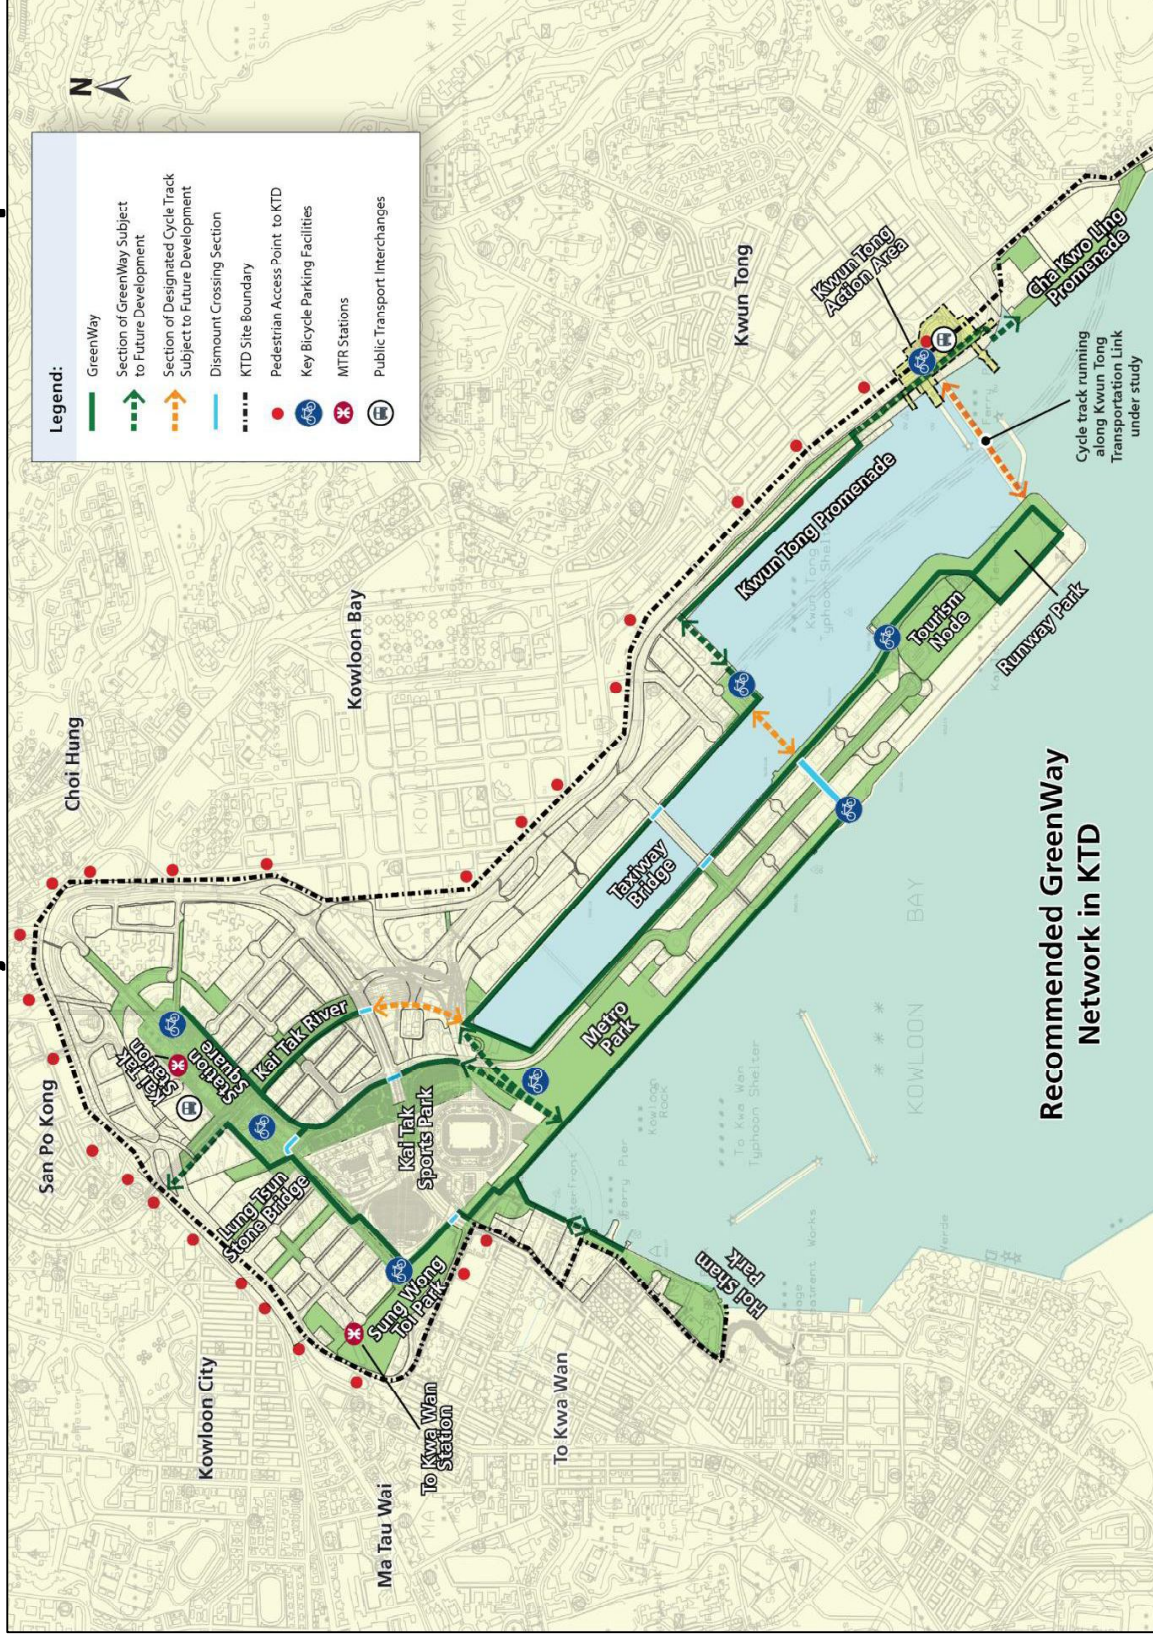 N
Legend:
GreenWay
Section of GreenWay Subject
to Future Development
Section of Designated Cycle Track
Subject to Future Development
Dismount Crossing Section
KTD Site Boundary
Pedestrian Access Point to KTD
Key Bicycle Parking Facilities
MTR Stations
Public Transport Interchanges
San Po Kong
Choi Hung
Kowloon Bay
Kwun Tong
Kowloon City
Ma Tau Wai
To Kwa Wan
Kai Tak
Station
Station
Square
Kai Tak River
Lung Tsun
Stone Bridge
Kai Tak
Sports Park
Sung Wong
Toi Park
To Kwa Wan
Station
Hoi Sham
Park
Metro
Park
Taxiway
Bridge
Kwun Tong Promenade
Tourism
Node
Runway Park
Kwun Tong
Action Area
Cha Kwo Ling
Promenade
Cycle track running
along Kwun Tong
Transportation Link
under study
To Kwa Wan
Typhoon Shelter
KOWLOON BAY
Recommended GreenWay
Network in KTD